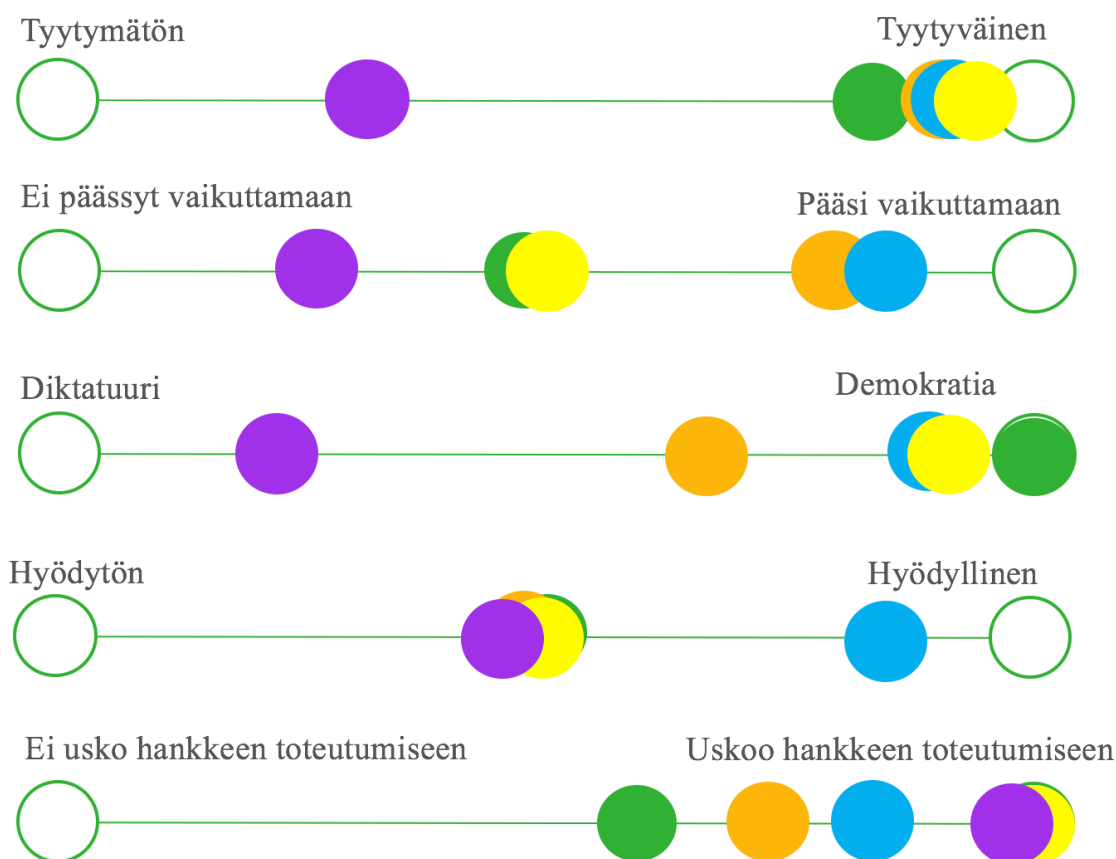 Tyytymätön
Tyytyväinen
Ei päässyt vaikuttamaan
Pääsi vaikuttamaan
Diktatuuri
Demokratia
Hyödytön
Hyödyllinen
Ei usko hankkeen toteutumiseen
Uskoo hankkeen toteutumiseen